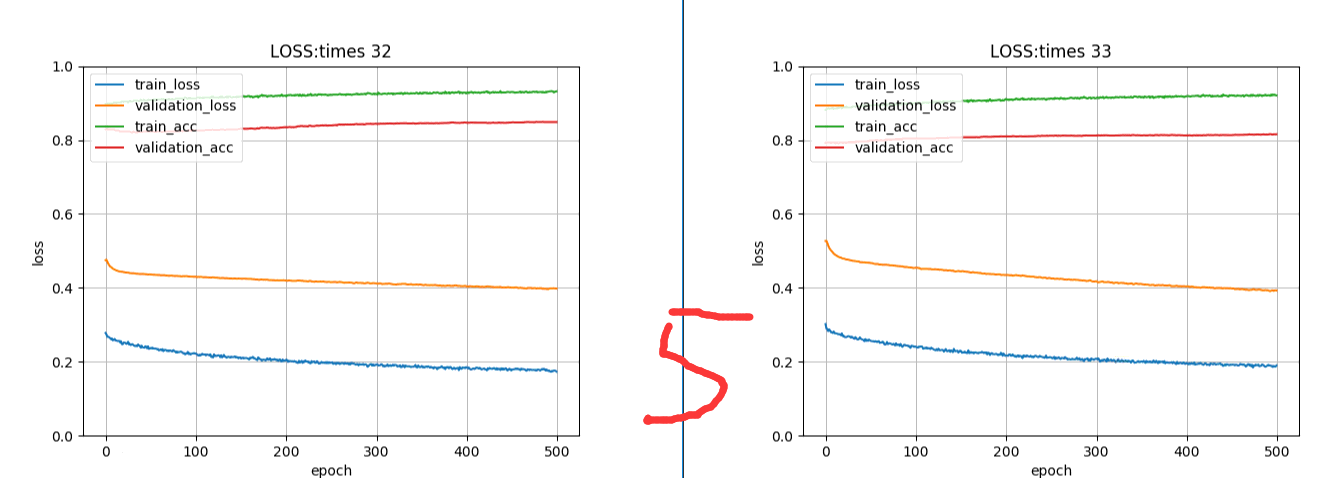 LOSS:times 32
1.0
train_loss
validation_loss
train_acc
validation_acc
0.8
0.6
0.4
0.2
0.0
loss
0 100 200 300 400 500
epoch
5
LOSS:times 33
1.0
train_loss
validation_loss
train_acc
validation_acc
0.8
0.6
0.4
0.2
0.0
loss
0 100 200 300 400 500
epoch